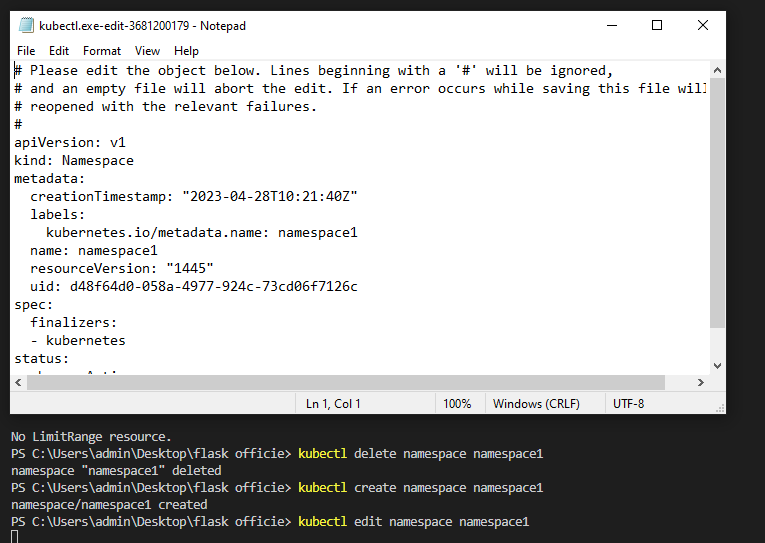 kubectl.exe-edit-3681200179 - Notepad
File Edit Format View Help
# Please edit the object below. Lines beginning with a '#' will be ignored,
# and an empty file will abort the edit. If an error occurs while saving this file will
# reopened with the relevant failures.
#
apiVersion: v1
kind: Namespace
metadata:
  creationTimestamp: "2023-04-28T10:21:40Z"
  labels:
    kubernetes.io/metadata.name: namespace1
  name: namespace1
  resourceVersion: "1445"
  uid: d48f64d0-058a-4977-924c-73cd06f7126c
spec:
  finalizers:
  - kubernetes
status:
Ln 1, Col 1 100% Windows (CRLF) UTF-8
No LimitRange resource.
PS C:\Users\admin\Desktop\flask officie> kubectl delete namespace namespace1
namespace "namespace1" deleted
PS C:\Users\admin\Desktop\flask officie> kubectl create namespace namespace1
namespace/namespace1 created
PS C:\Users\admin\Desktop\flask officie> kubectl edit namespace namespace1